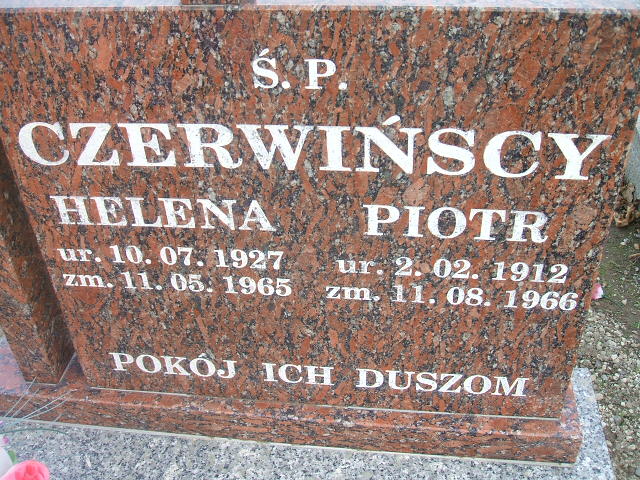 Ś. P.
CZERWIŃSCY
HELENA PIOTR
ur. 10. 07. 1927 ur. 2. 02. 1912
zm. 11. 05. 1965 zm. 11. 08. 1966
POKÓJ ICH DUSZOM